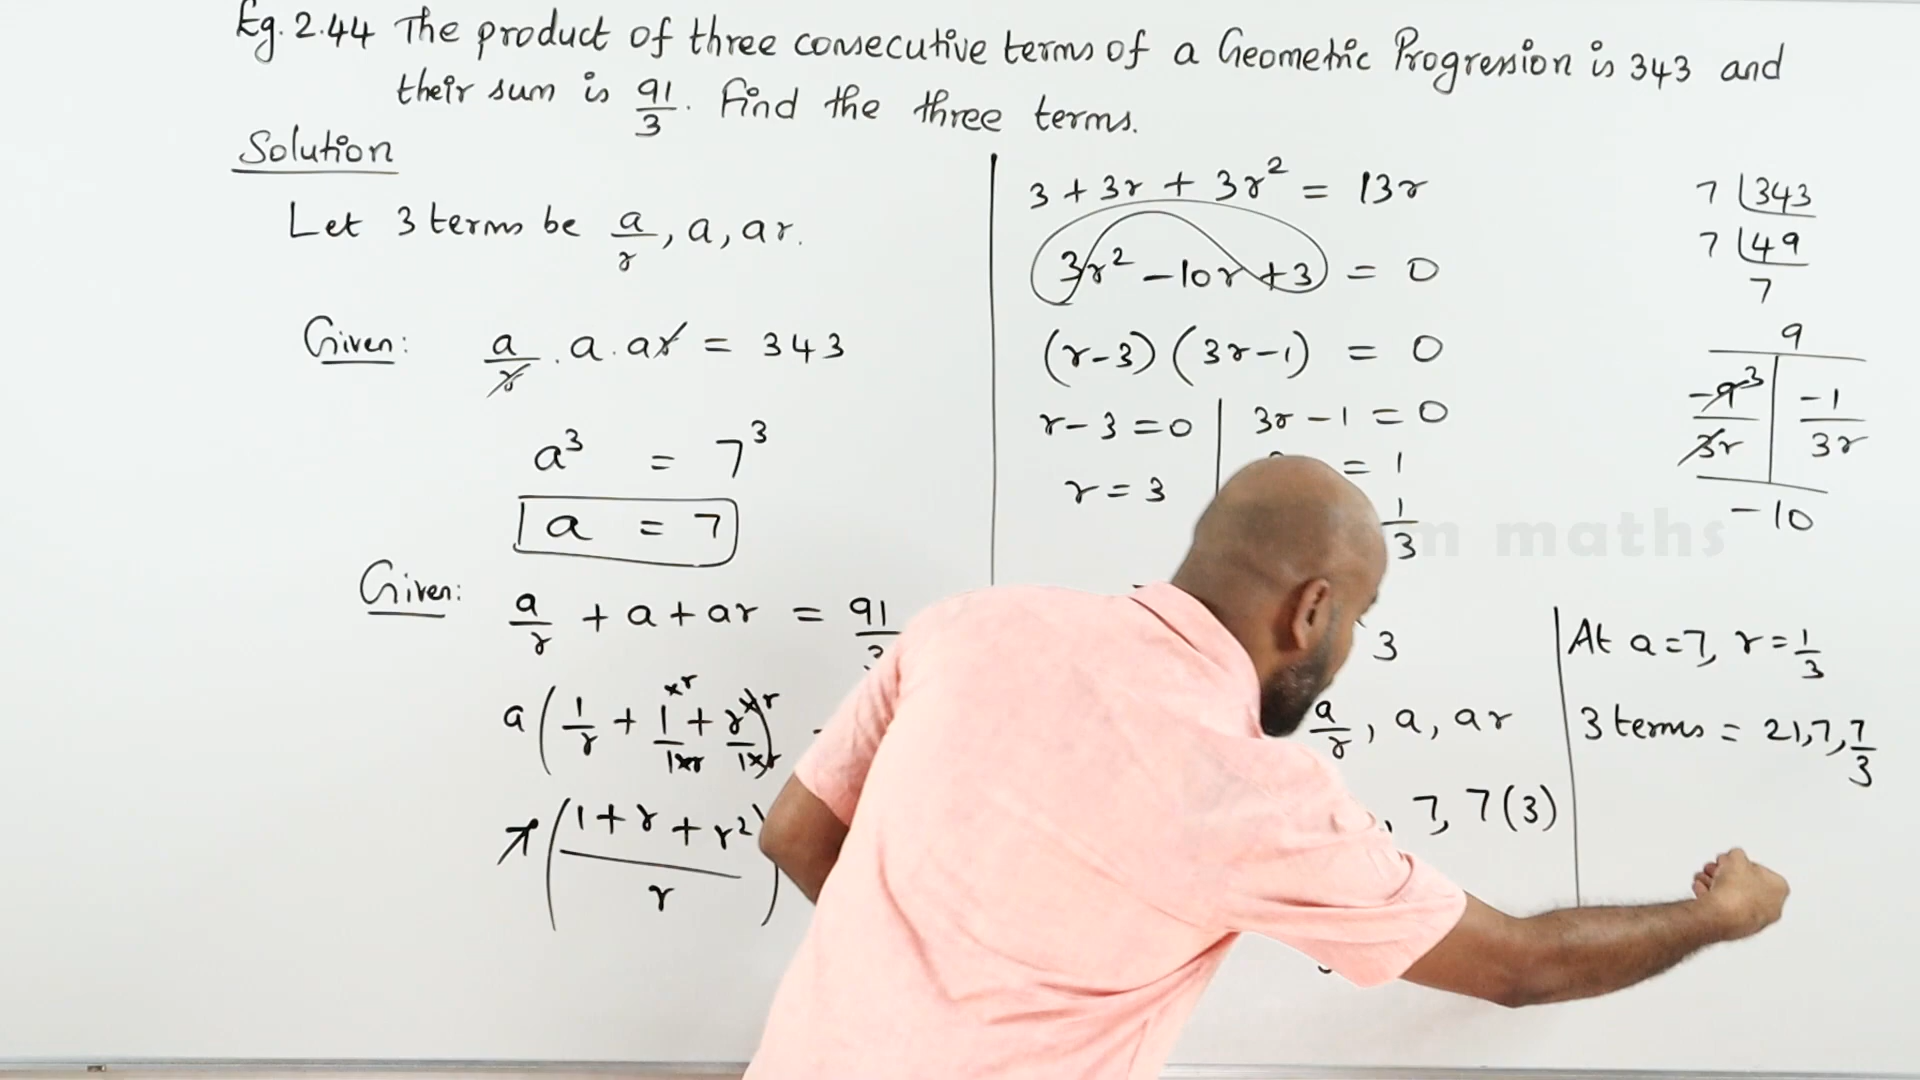 Eg. 2.44 The product of three consecutive terms of a Geometric Progression is 343 and
their sum is 91/3. Find the three terms.
Solution
Let 3 terms be a/r, a, ar.
Given: a/r . a . ar = 343
a³ = 7³
a = 7
Given: a/r + a + ar = 91/3
a(1/r + 1×r/1×r + r×r/1×r)
7((1 + r + r²)/r)
3 + 3r + 3r² = 13r
3r² – 10r + 3 = 0
(r–3)(3r–1) = 0
r – 3 = 0 | 3r – 1 = 0
r = 3 | = 1
1/3
3
a/r, a, ar
, 7, 7(3)
At a=7, r = 1/3
3 terms = 21, 7, 7/3
7 | 343
7 | 49
7
9
–9 3/3r | –1/3r
–10
m maths